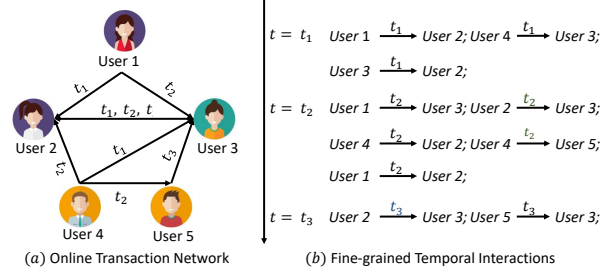 User 1
t₁
t₂
t₁, t₂, t
User 2
User 3
t₂
t₁
t₃
t₂
User 4
User 5
(a) Online Transaction Network
t = t₁
User 1 t₁ User 2; User 4 t₁ User 3;
User 3 t₁ User 2;
t = t₂
User 1 t₂ User 3; User 2 t₂ User 3;
User 4 t₂ User 2; User 4 t₂ User 5;
User 1 t₂ User 2;
t = t₃
User 2 t₃ User 3; User 5 t₃ User 3;
(b) Fine-grained Temporal Interactions